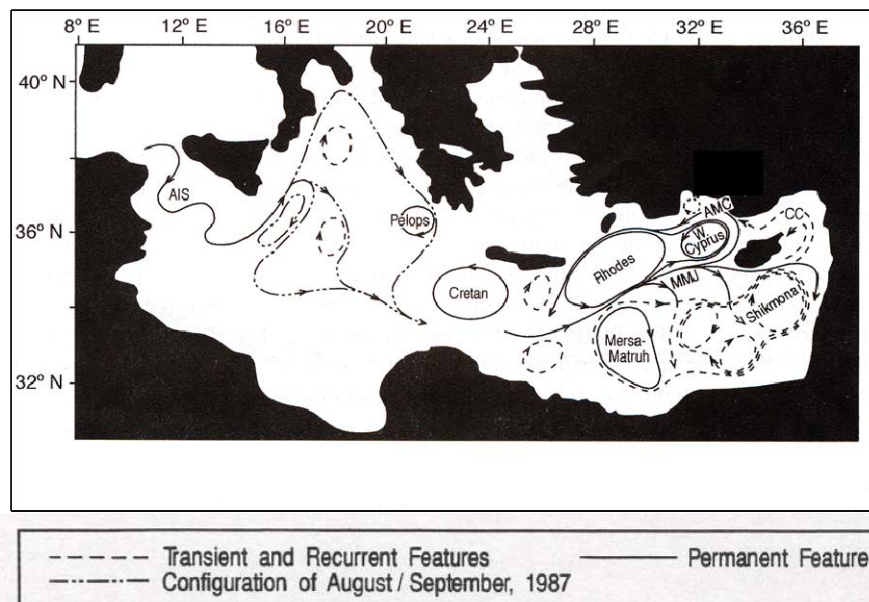 8° E 12° E 16° E 20° E 24° E 28° E 32° E 36° E
40° N
36° N
32° N
AIS
Pelops
Cretan
Rhodes
AMC
W
Cyprus
CC
MMJ
Shikmona
Mersa-
Matruh
Transient and Recurrent Features
Permanent Feature
Configuration of August / September, 1987